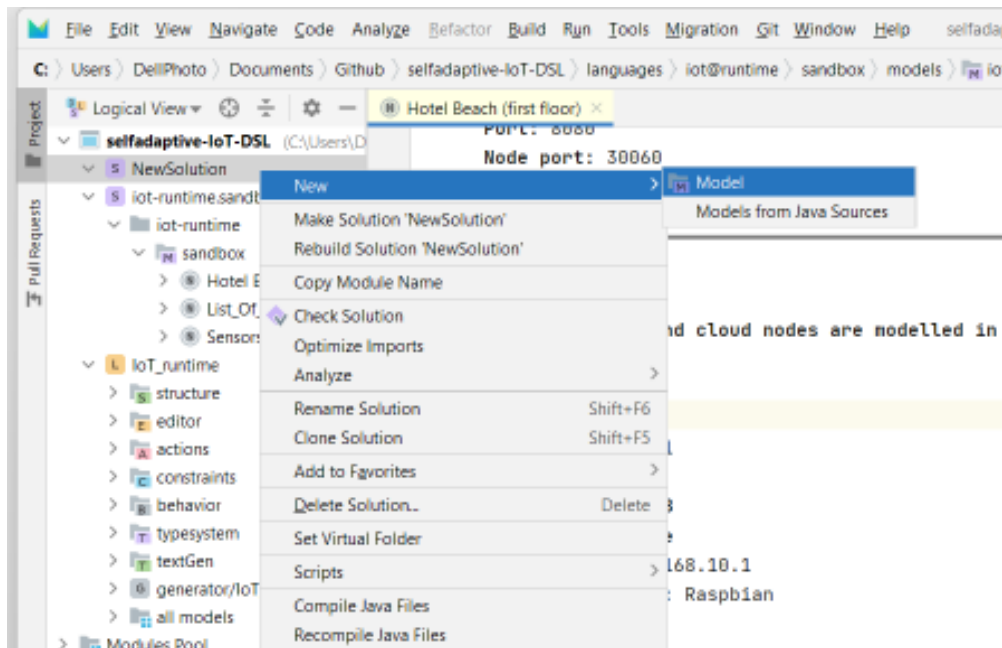 File Edit View Navigate Code Analyze Refactor Build Run Tools Migration Git Window Help
C: Users DellPhoto Documents Github selfadaptive-IoT-DSL languages iot@runtime sandbox models
Logical View
Hotel Beach (first floor)
Project
Pull Requests
selfadaptive-IoT-DSL (C:\Users\D
NewSolution
iot-runtime.sandb
iot-runtime
sandbox
Hotel B
List_Of_
Sensors
IoT_runtime
structure
editor
actions
constraints
behavior
typesystem
textGen
generator/IoT
all models
Modules Pool
New
Make Solution 'NewSolution'
Rebuild Solution 'NewSolution'
Copy Module Name
Check Solution
Optimize Imports
Analyze
Rename Solution Shift+F6
Clone Solution Shift+F5
Add to Favorites
Delete Solution... Delete
Set Virtual Folder
Scripts
Compile Java Files
Recompile Java Files
Model
Models from Java Sources
Port: 8080
Node port: 30060
nd cloud nodes are modelled in
168.10.1
: Raspbian